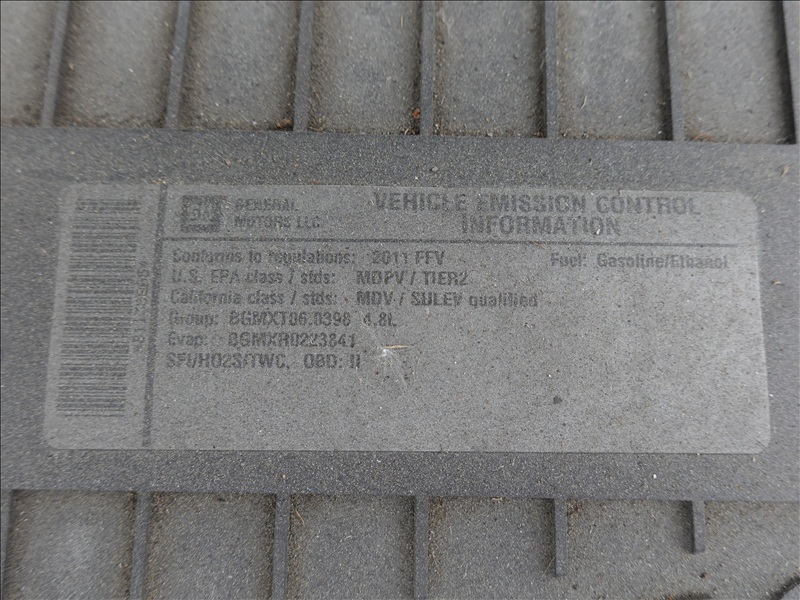 GM GENERAL MOTORS LLC
VEHICLE EMISSION CONTROL INFORMATION
Conforms to regulations: 2011 FFV Fuel: Gasoline/Ethanol
U.S. EPA class / stds: MDPV / TIER2
California class / stds: MDV / SULEV qualified
Group: BGMXT06.0398 4.8L
Evap: BGMXR0223841
SFI/HO2S/TWC, OBD: II